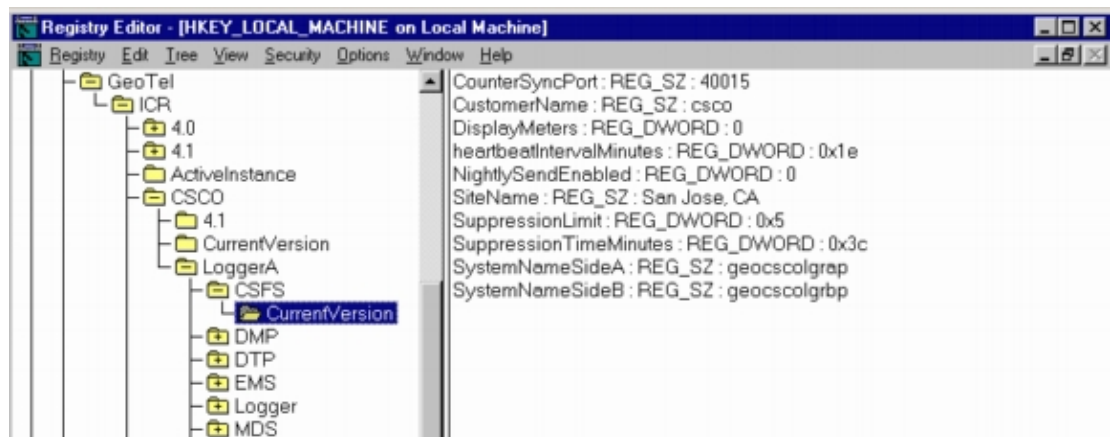 Registry Editor - [HKEY_LOCAL_MACHINE on Local Machine]
Registry Edit Tree View Security Options Window Help
GeoTel
ICR
4.0
4.1
ActiveInstance
CSCO
4.1
CurrentVersion
LoggerA
CSFS
CurrentVersion
DMP
DTP
EMS
Logger
MDS
CounterSyncPort : REG_SZ : 40015
CustomerName : REG_SZ : csco
DisplayMeters : REG_DWORD : 0
heartbeatIntervalMinutes : REG_DWORD : 0x1e
NightlySendEnabled : REG_DWORD : 0
SiteName : REG_SZ : San Jose, CA
SuppressionLimit : REG_DWORD : 0x5
SuppressionTimeMinutes : REG_DWORD : 0x3c
SystemNameSideA : REG_SZ : geocscolgrap
SystemNameSideB : REG_SZ : geocscolgrbp